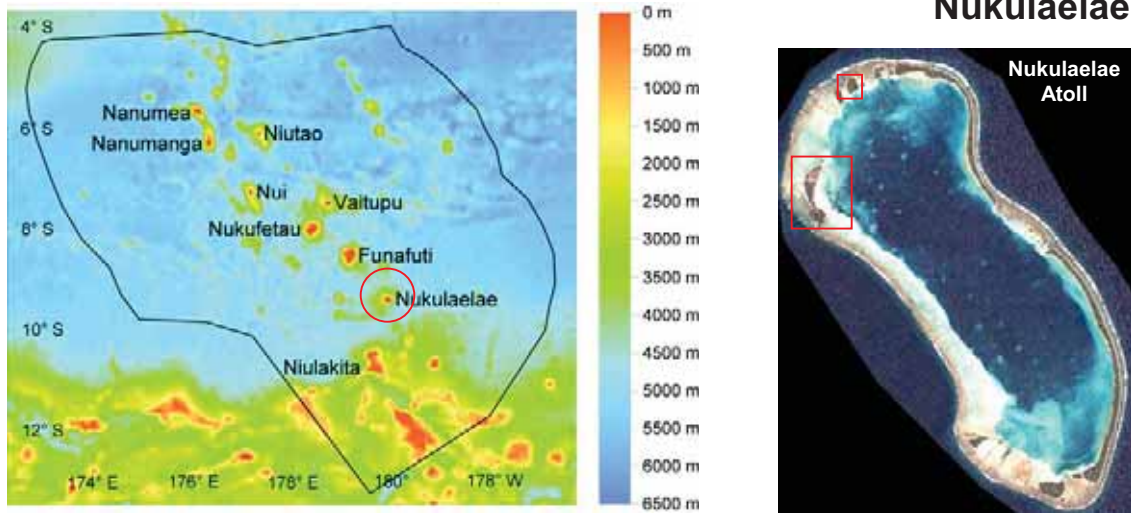 Nukulaelae
4° S
6° S
8° S
10° S
12° S
174° E
176° E
178° E
180°
178° W
Nanumea
Nanumanga
Niutao
Nui
Vaitupu
Nukufetau
Funafuti
Nukulaelae
Niulakita
0 m
500 m
1000 m
1500 m
2000 m
2500 m
3000 m
3500 m
4000 m
4500 m
5000 m
5500 m
6000 m
6500 m
Nukulaelae
Atoll